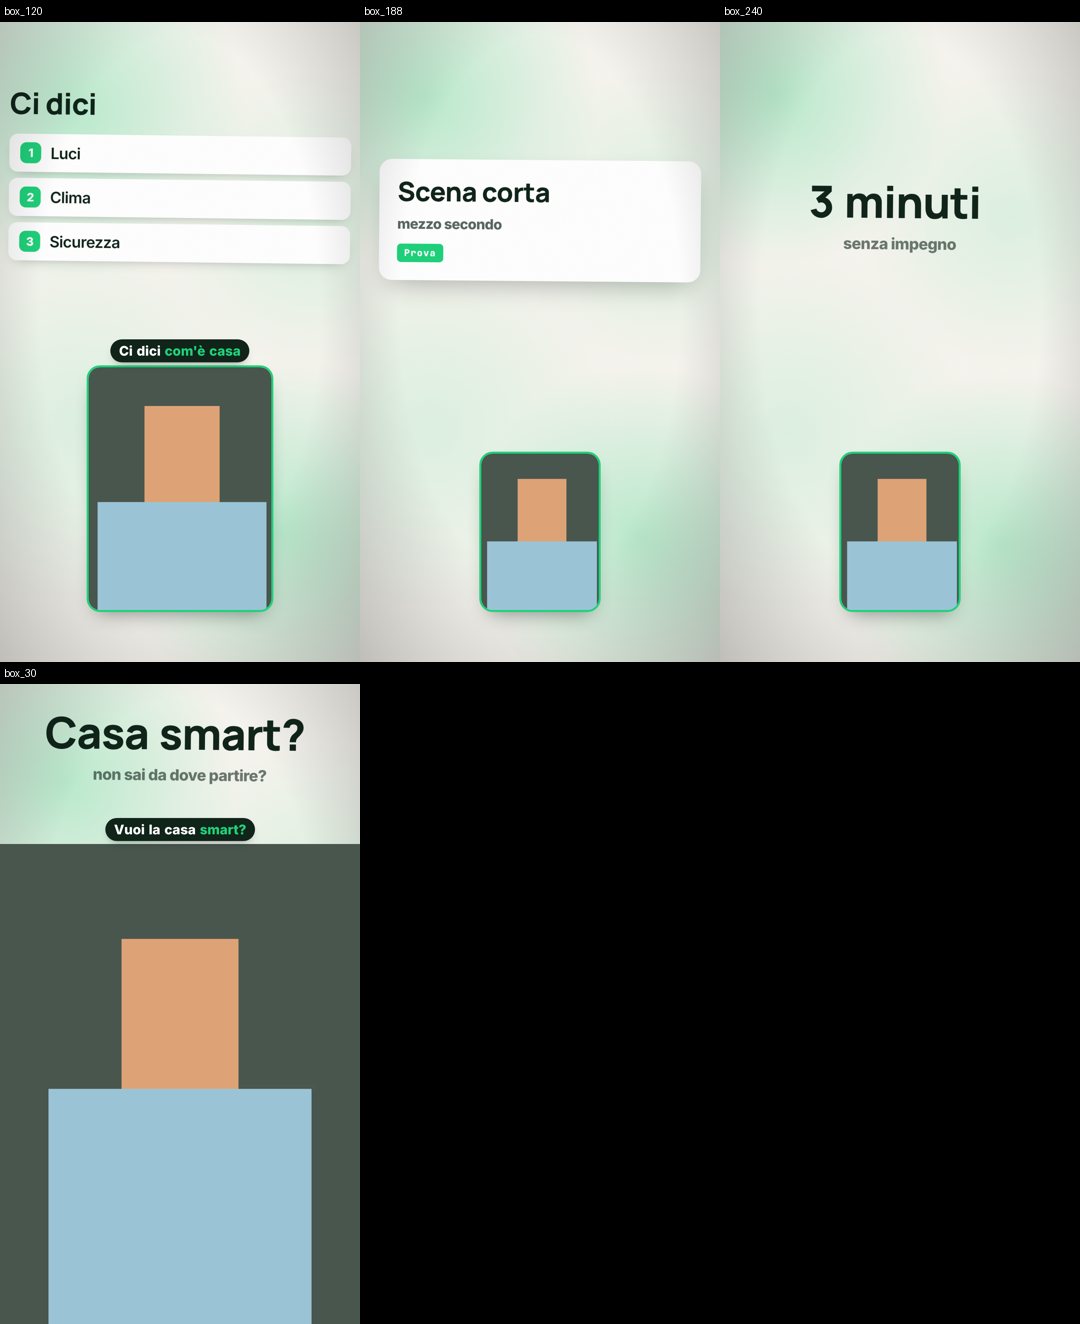 box_120
Ci dici
1 Luci
2 Clima
3 Sicurezza
Ci dici com'è casa
box_188
Scena corta
mezzo secondo
Prova
box_240
3 minuti
senza impegno
box_30
Casa smart?
non sai da dove partire?
Vuoi la casa smart?